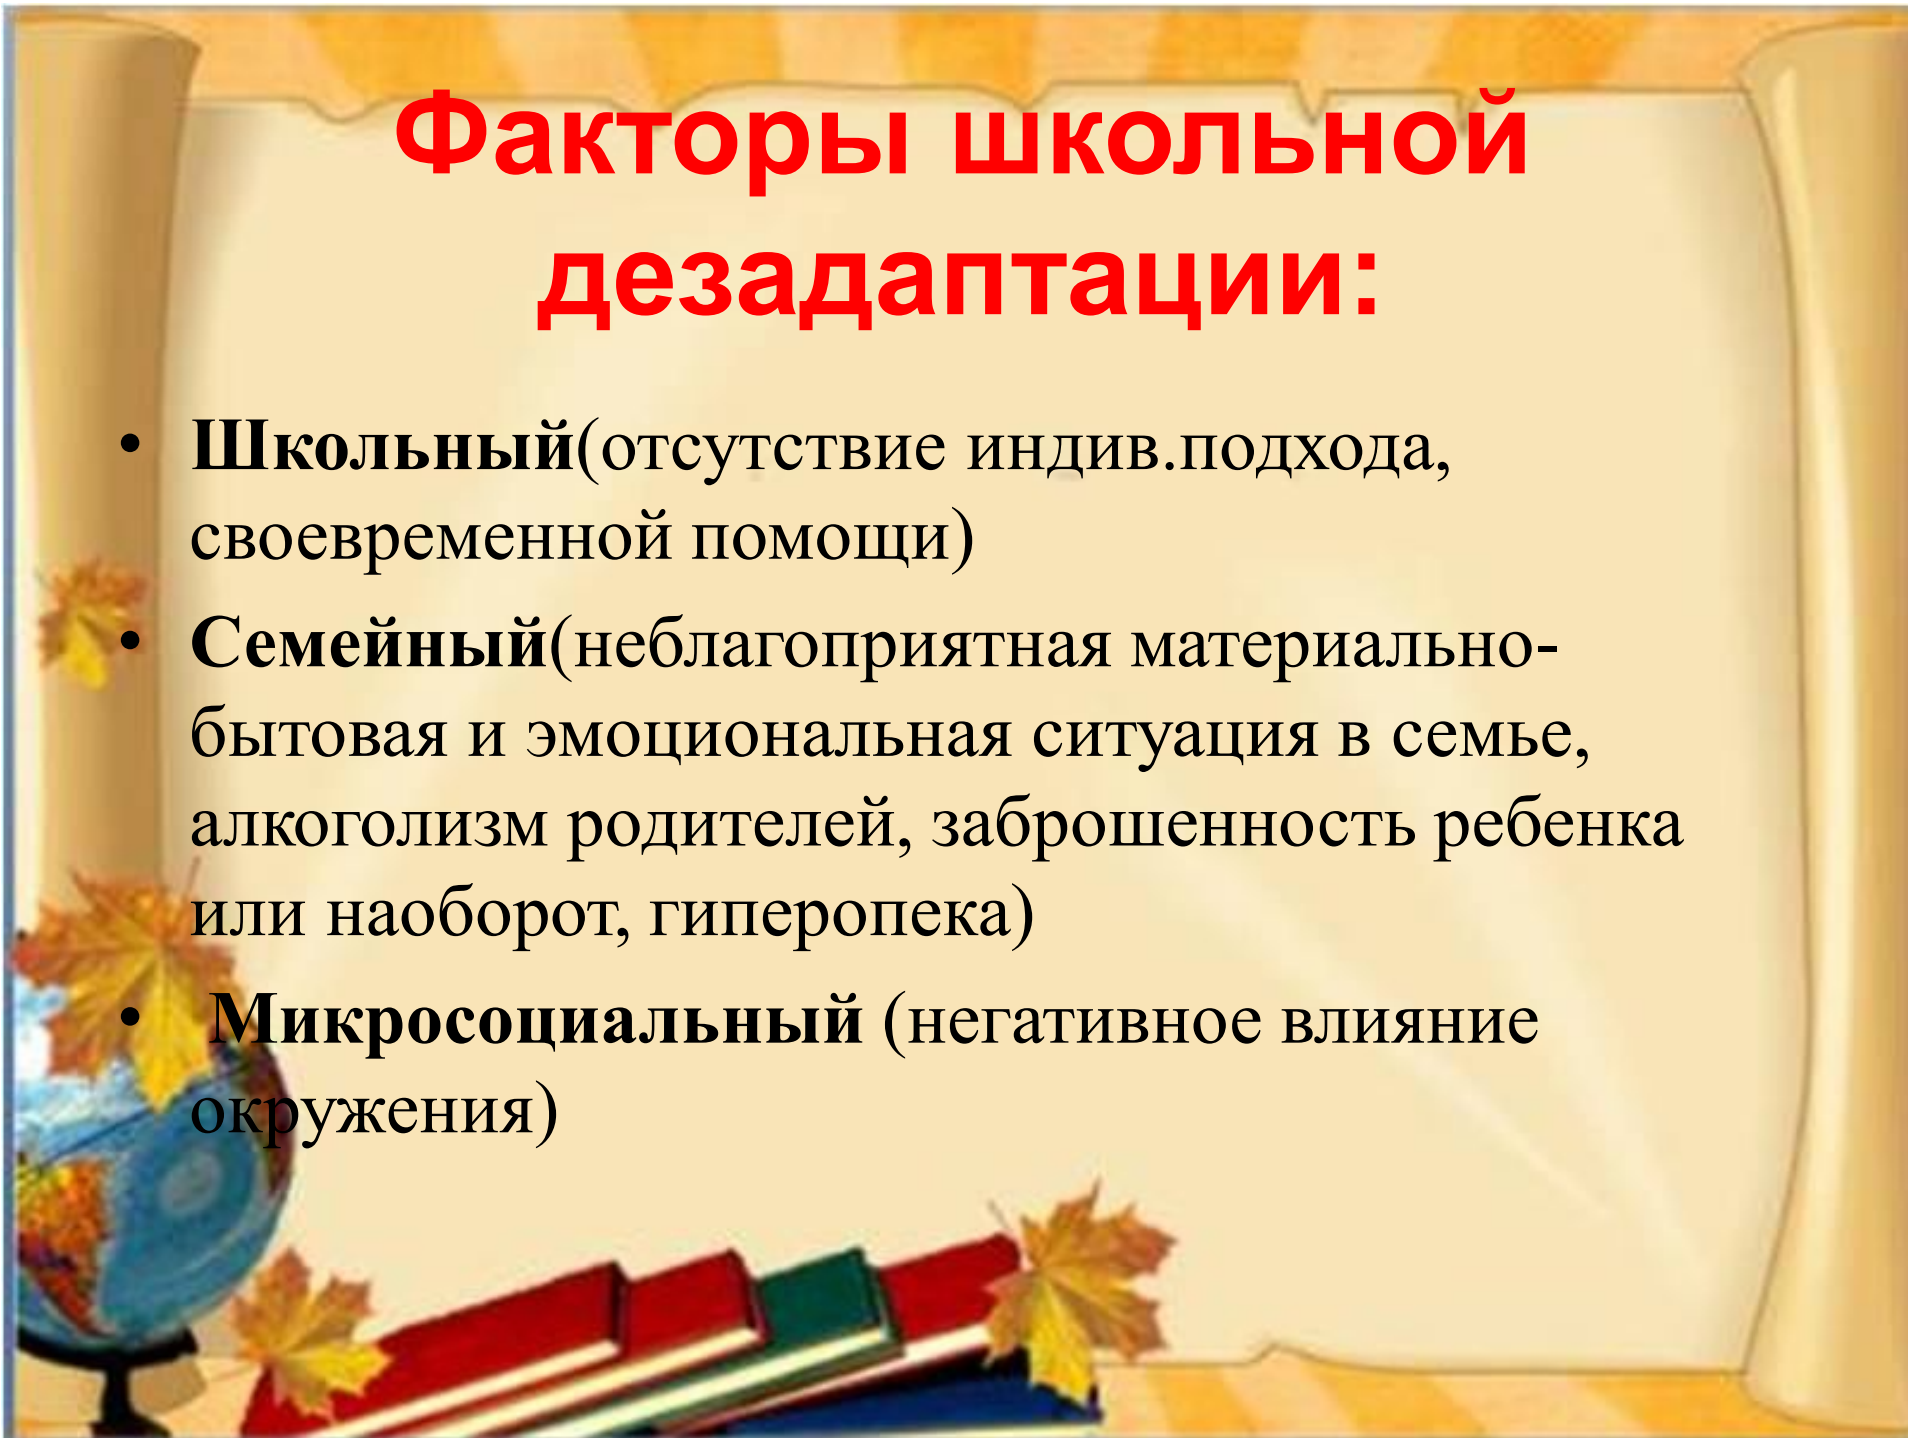 Факторы школьной
дезадаптации:
• Школьный(отсутствие индив.подхода,
своевременной помощи)
• Семейный(неблагоприятная материально-
бытовая и эмоциональная ситуация в семье,
алкоголизм родителей, заброшенность ребенка
или наоборот, гиперопека)
• Микросоциальный (негативное влияние
окружения)